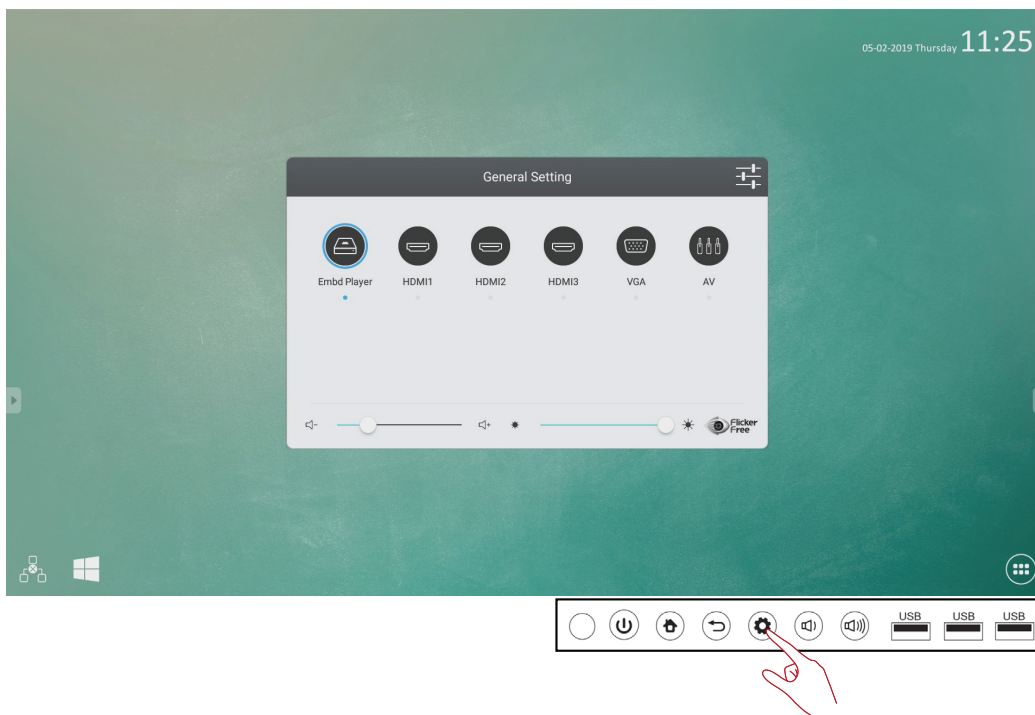 05-02-2019 Thursday 11:25
General Setting
Embd Player HDMI1 HDMI2 HDMI3 VGA AV
Flicker
Free
USB USB USB